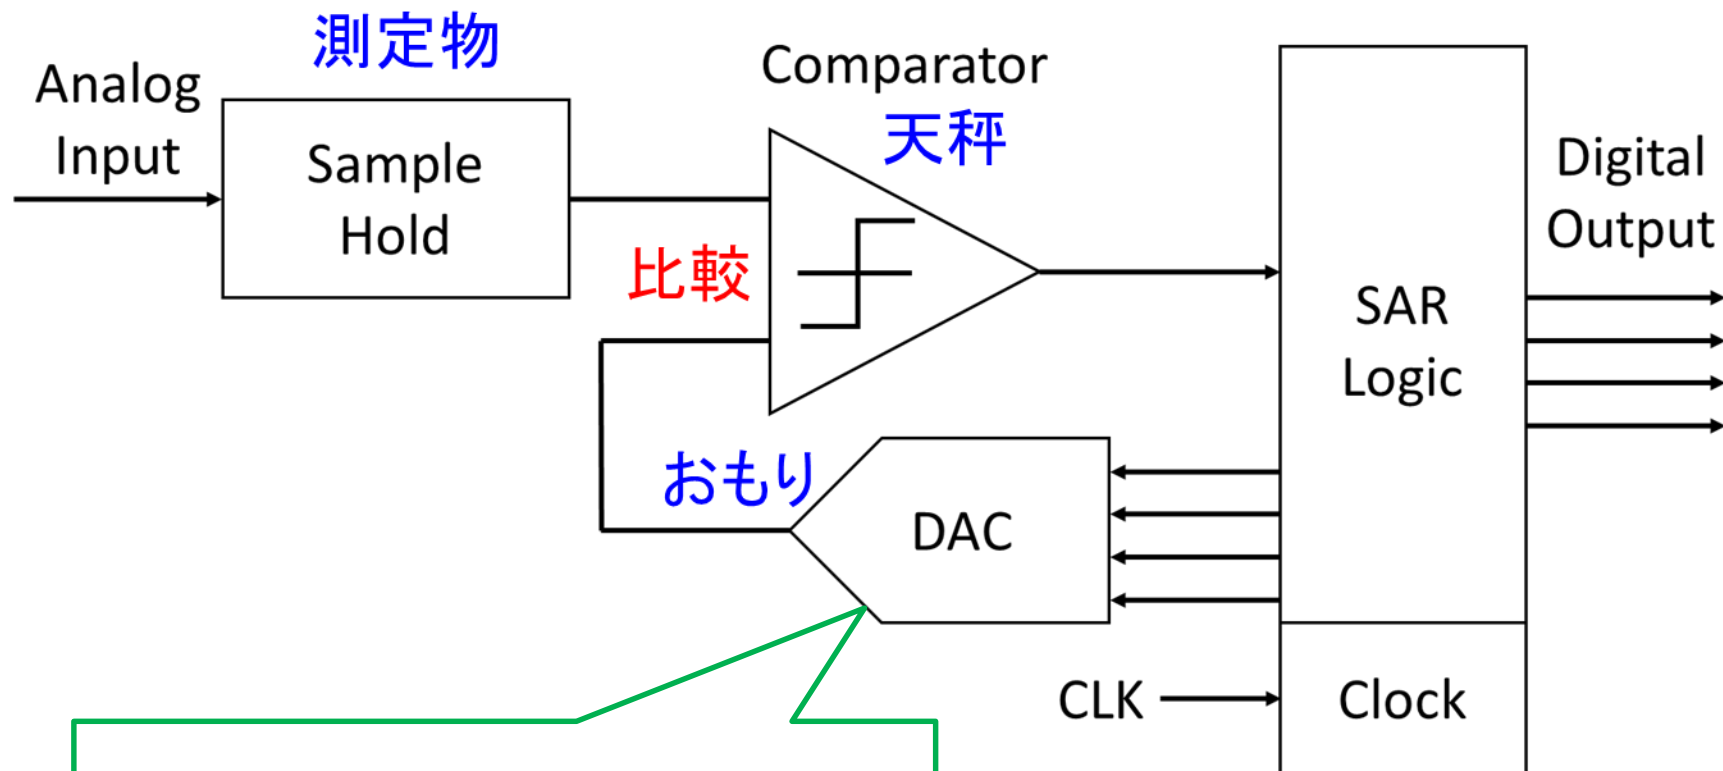 測定物
Analog
Input
Sample
Hold
Comparator
天秤
比較
おもり
DAC
SAR
Logic
Digital
Output
CLK
Clock